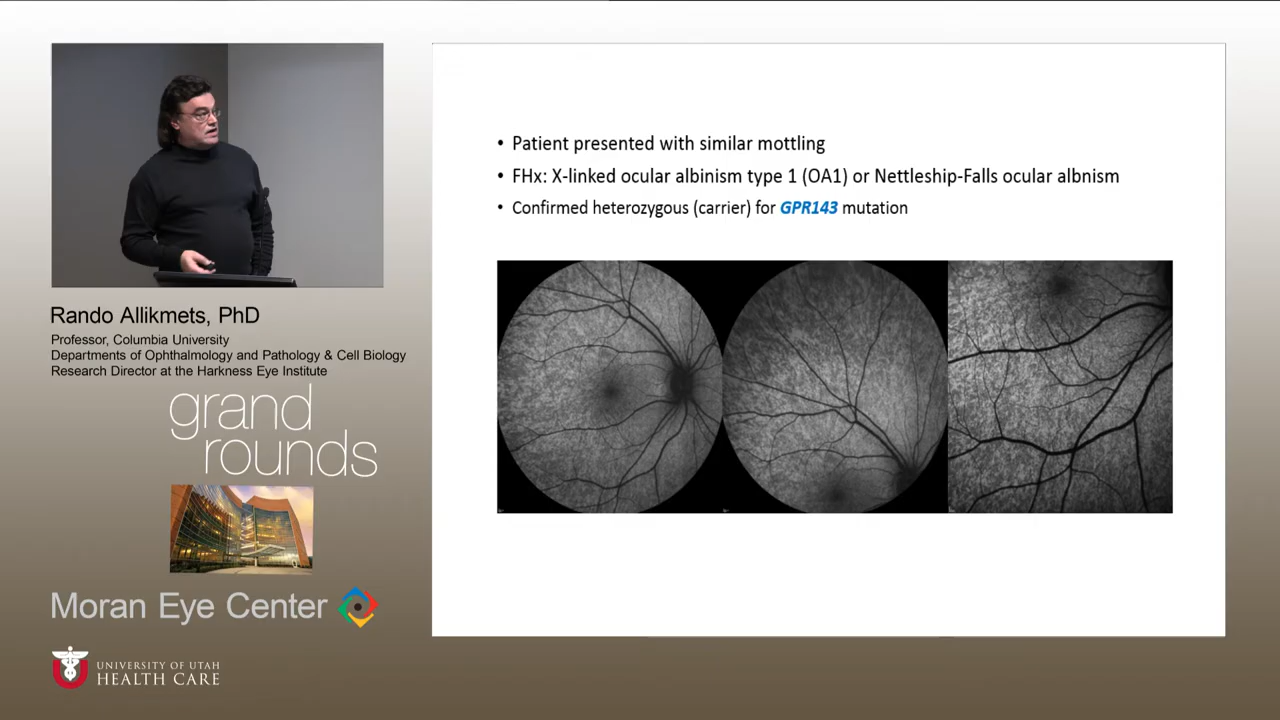 • Patient presented with similar mottling
• FHx: X-linked ocular albinism type 1 (OA1) or Nettleship-Falls ocular albnism
• Confirmed heterozygous (carrier) for GPR143 mutation
Rando Allikmets, PhD
Professor, Columbia University
Departments of Ophthalmology and Pathology & Cell Biology
Research Director at the Harkness Eye Institute
grand
rounds
Moran Eye Center
UNIVERSITY OF UTAH
HEALTH CARE